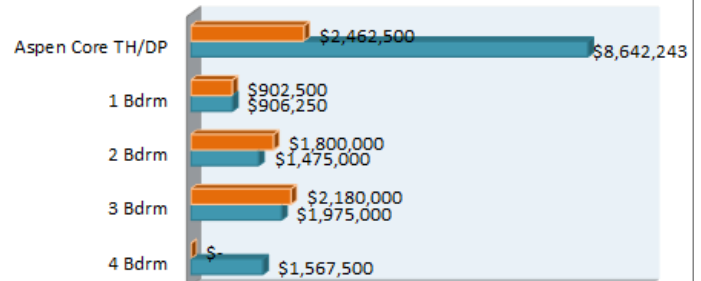 $2,462,500
Aspen Core TH/DP
$8,642,243
$902,500
1 Bdrm
$906,250
$1,800,000
2 Bdrm
$1,475,000
$2,180,000
3 Bdrm
$1,975,000
$-
4 Bdrm
$1,567,500